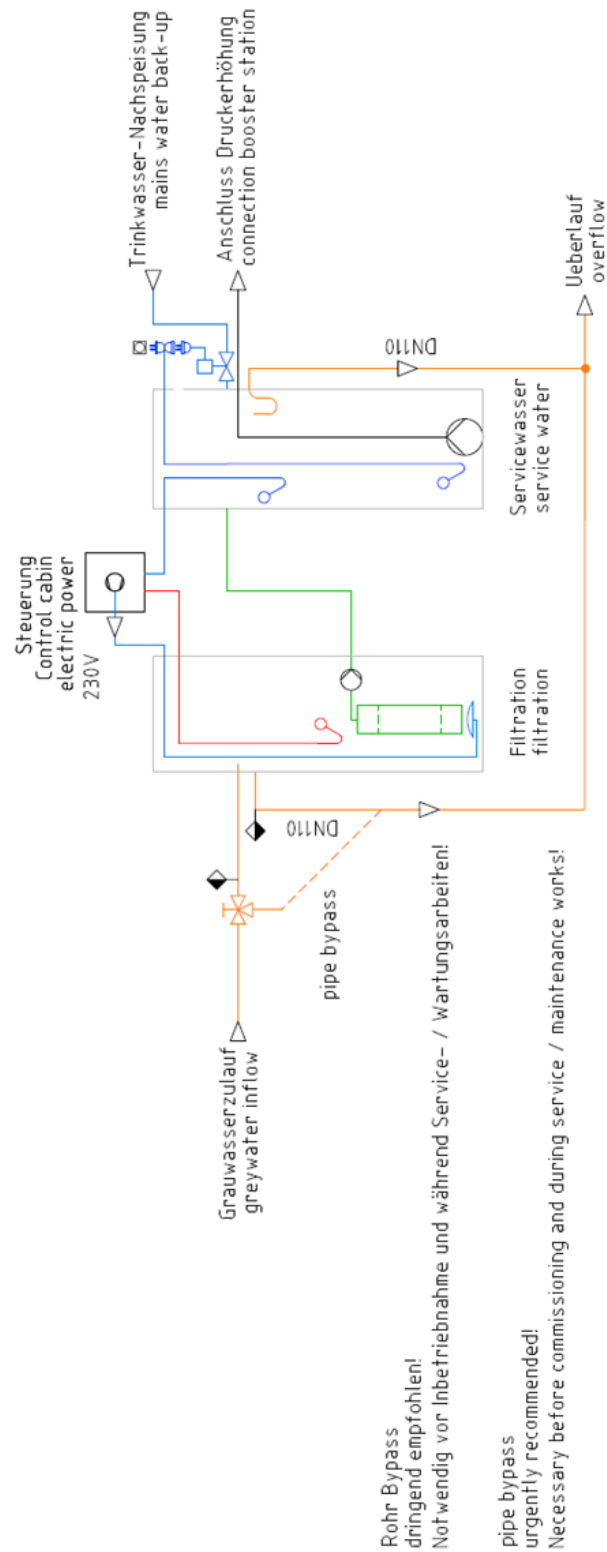 Trinkwasser-Nachspeisung
mains water back-up
Anschluss Druckerhöhung
connection booster station
Steuerung
Control cabin
electric power
230V
DN110
Ueberlauf
overflow
Servicewasser
service water
Filtration
filtration
DN110
pipe bypass
Grauwasserzulauf
greywater inflow
Rohr Bypass
dringend empfohlen!
Notwendig vor Inbetriebnahme und während Service- / Wartungsarbeiten!
pipe bypass
urgently recommended!
Necessary before commissioning and during service / maintenance works!